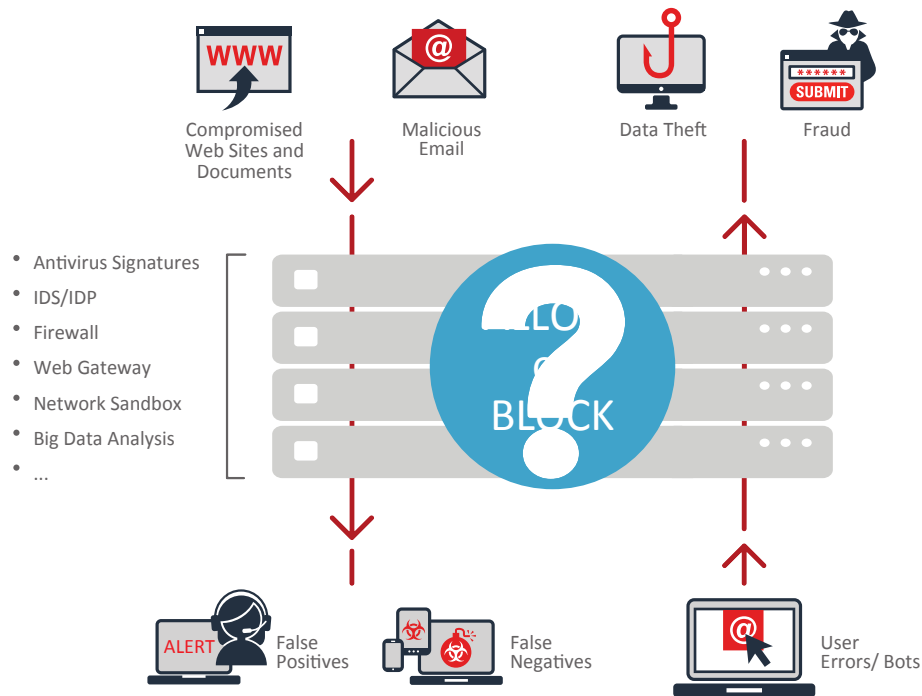 WWW
@
******
SUBMIT
Compromised
Web Sites and
Documents
Malicious
Email
Data Theft
Fraud
• Antivirus Signatures
• IDS/IDP
• Firewall
• Web Gateway
• Network Sandbox
• Big Data Analysis
• ...
BLOCK
ALERT
False
Positives
False
Negatives
@
User
Errors/ Bots